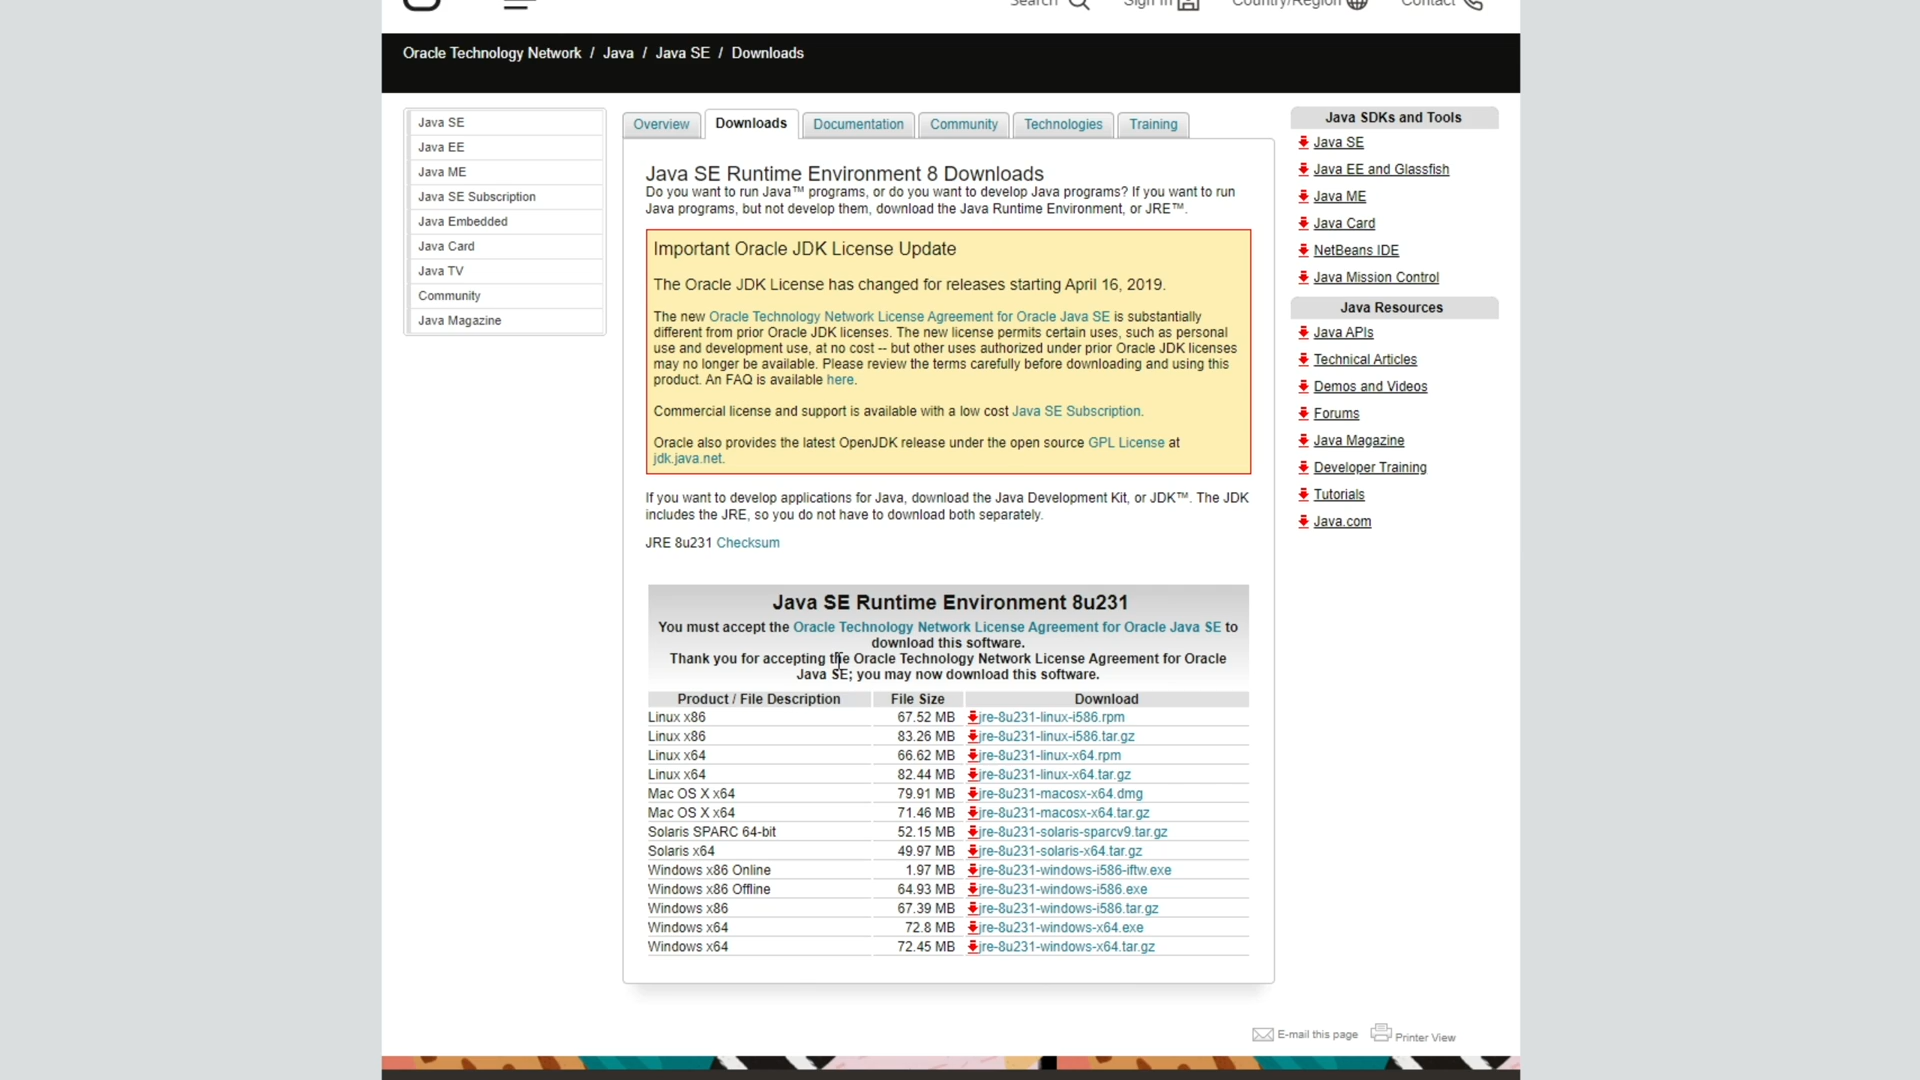 Search
Sign In
Country/Region
Contact
Oracle Technology Network / Java / Java SE / Downloads
Java SE
Java EE
Java ME
Java SE Subscription
Java Embedded
Java Card
Java TV
Community
Java Magazine
Overview
Downloads
Documentation
Community
Technologies
Training
Java SE Runtime Environment 8 Downloads
Do you want to run Java™ programs, or do you want to develop Java programs? If you want to run
Java programs, but not develop them, download the Java Runtime Environment, or JRE™.
Important Oracle JDK License Update
The Oracle JDK License has changed for releases starting April 16, 2019.
The new Oracle Technology Network License Agreement for Oracle Java SE is substantially
different from prior Oracle JDK licenses. The new license permits certain uses, such as personal
use and development use, at no cost -- but other uses authorized under prior Oracle JDK licenses
may no longer be available. Please review the terms carefully before downloading and using this
product. An FAQ is available here.
Commercial license and support is available with a low cost Java SE Subscription.
Oracle also provides the latest OpenJDK release under the open source GPL License at
jdk.java.net.
If you want to develop applications for Java, download the Java Development Kit, or JDK™. The JDK
includes the JRE, so you do not have to download both separately.
JRE 8u231 Checksum
Java SE Runtime Environment 8u231
You must accept the Oracle Technology Network License Agreement for Oracle Java SE to
download this software.
Thank you for accepting the Oracle Technology Network License Agreement for Oracle
Java SE; you may now download this software.
Product / File Description File Size Download
Linux x86 67.52 MB jre-8u231-linux-i586.rpm
Linux x86 83.26 MB jre-8u231-linux-i586.tar.gz
Linux x64 66.62 MB jre-8u231-linux-x64.rpm
Linux x64 82.44 MB jre-8u231-linux-x64.tar.gz
Mac OS X x64 79.91 MB jre-8u231-macosx-x64.dmg
Mac OS X x64 71.46 MB jre-8u231-macosx-x64.tar.gz
Solaris SPARC 64-bit 52.15 MB jre-8u231-solaris-sparcv9.tar.gz
Solaris x64 49.97 MB jre-8u231-solaris-x64.tar.gz
Windows x86 Online 1.97 MB jre-8u231-windows-i586-iftw.exe
Windows x86 Offline 64.93 MB jre-8u231-windows-i586.exe
Windows x86 67.39 MB jre-8u231-windows-i586.tar.gz
Windows x64 72.8 MB jre-8u231-windows-x64.exe
Windows x64 72.45 MB jre-8u231-windows-x64.tar.gz
Java SDKs and Tools
Java SE
Java EE and Glassfish
Java ME
Java Card
NetBeans IDE
Java Mission Control
Java Resources
Java APIs
Technical Articles
Demos and Videos
Forums
Java Magazine
Developer Training
Tutorials
Java.com
E-mail this page
Printer View